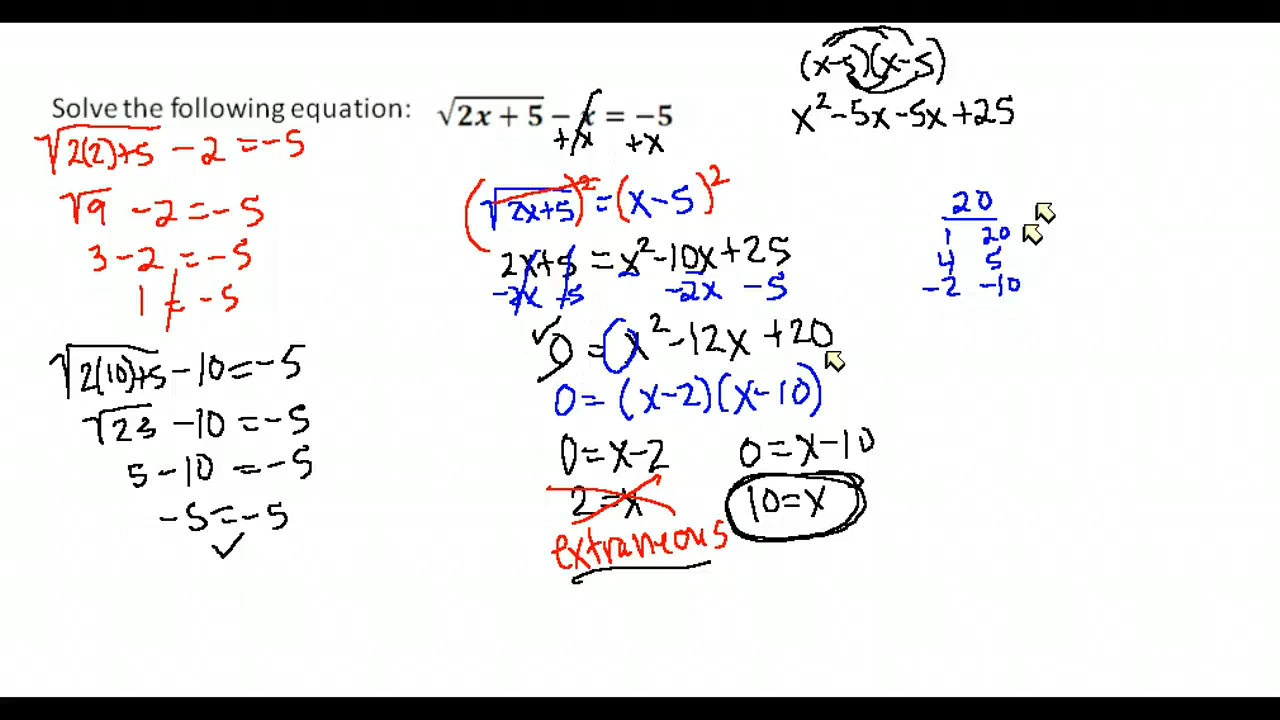 Solve the following equation: √2x + 5 − x = −5
+x +x
(x-5)(x-5)
x²-5x-5x+25
√2(2)+5 -2 =-5
√9 -2 =-5
3-2 =-5
1 = -5
√2(10)+5 -10=-5
√23 -10 =-5
5-10 =-5
-5=-5
(√2x+5)² = (x-5)²
2x+5 = x²-10x+25
-2x +5 -2x -5
0 = x²-12x +20
0 = (x-2)(x-10)
0=x-2 0=x-10
2=x 10=x
extraneous
20
1 20
4 5
-2 -10